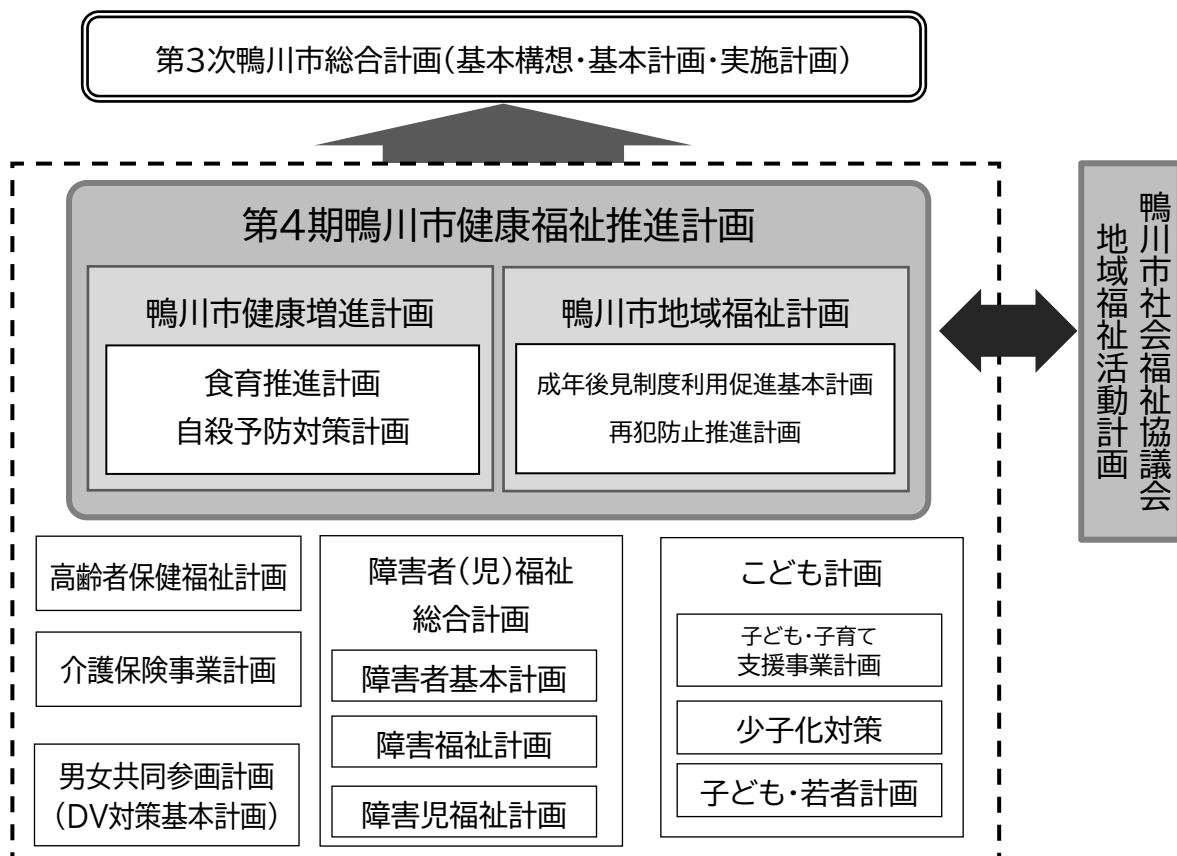 第3次鴨川市総合計画(基本構想・基本計画・実施計画)
第4期鴨川市健康福祉推進計画
鴨川市健康増進計画
食育推進計画
自殺予防対策計画
鴨川市地域福祉計画
成年後見制度利用促進基本計画
再犯防止推進計画
鴨川市社会福祉協議会
地域福祉活動計画
高齢者保健福祉計画
介護保険事業計画
男女共同参画計画
(DV対策基本計画)
障害者(児)福祉
総合計画
障害者基本計画
障害福祉計画
障害児福祉計画
こども計画
子ども・子育て
支援事業計画
少子化対策
子ども・若者計画